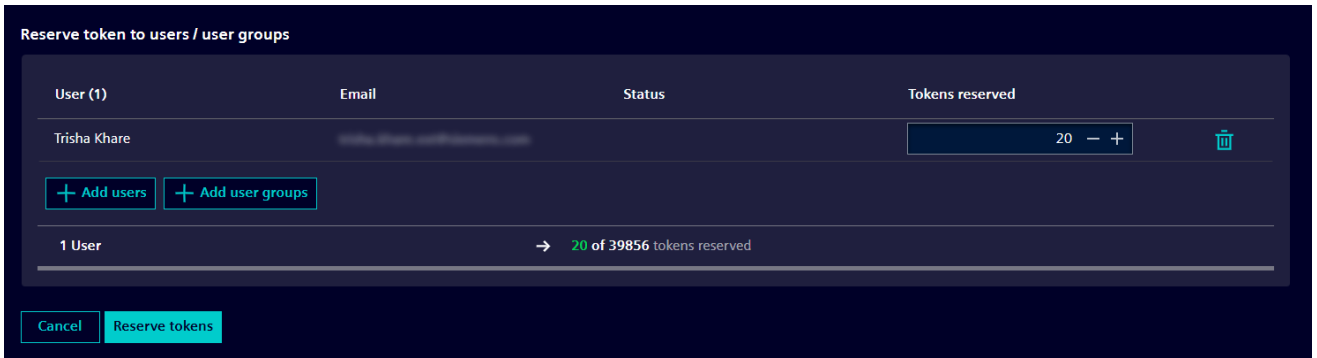 Reserve token to users / user groups
User (1) Email Status Tokens reserved
Trisha Khare 20
Add users Add user groups
1 User → 20 of 39856 tokens reserved
Cancel Reserve tokens